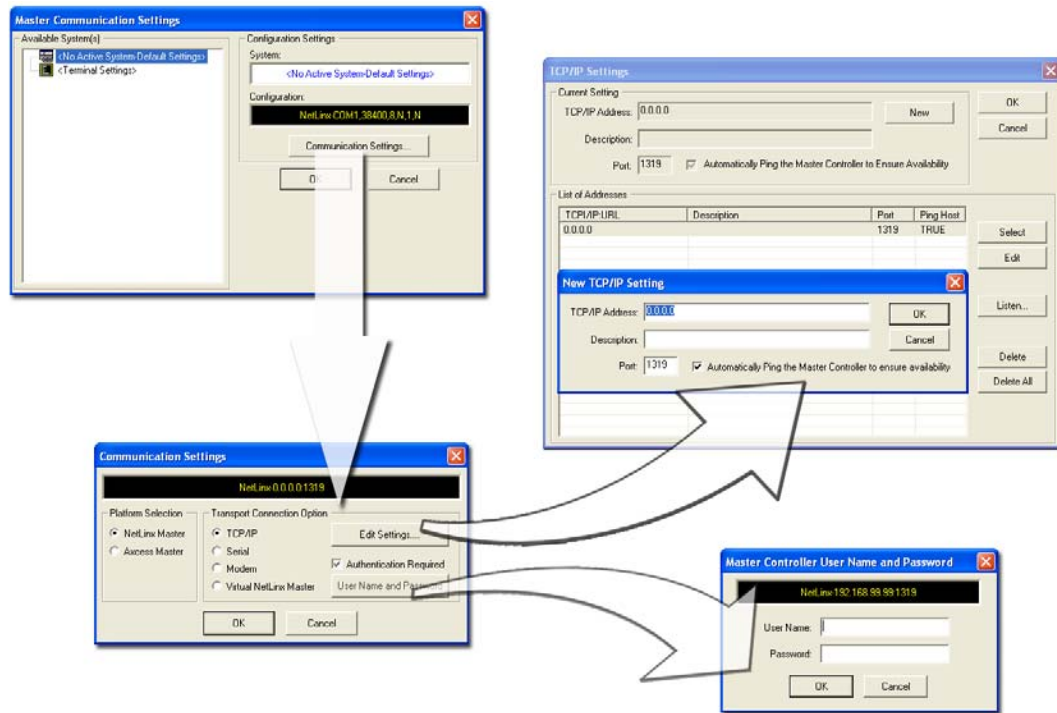 Master Communication Settings
Available System(s)
<No Active System-Default Settings>
<Terminal Settings>
Configuration Settings
System:
<No Active System-Default Settings>
Configuration:
NetLinx:COM1,38400,8,N,1,N
Communication Settings...
OK
Cancel
TCP/IP Settings
Current Setting
TCP/IP Address: 0.0.0.0
New
Description:
Port: 1319
Automatically Ping the Master Controller to Ensure Availability
OK
Cancel
List of Addresses
TCPI/IP:URL Description Port Ping Host
0.0.0.0 1319 TRUE
Select
Edit
Listen...
Delete
Delete All
New TCP/IP Setting
TCP/IP Address: 0.0.0.0
OK
Description:
Cancel
Port: 1319
Automatically Ping the Master Controller to ensure availability
Communication Settings
NetLinx:0.0.0.0:1319
Platform Selection
NetLinx Master
Axcess Master
Transport Connection Option
TCP/IP
Serial
Modem
Virtual NetLinx Master
Edit Settings...
Authentication Required
User Name and Password
OK
Cancel
Master Controller User Name and Password
NetLinx:192.168.99.99:1319
User Name:
Password:
OK
Cancel